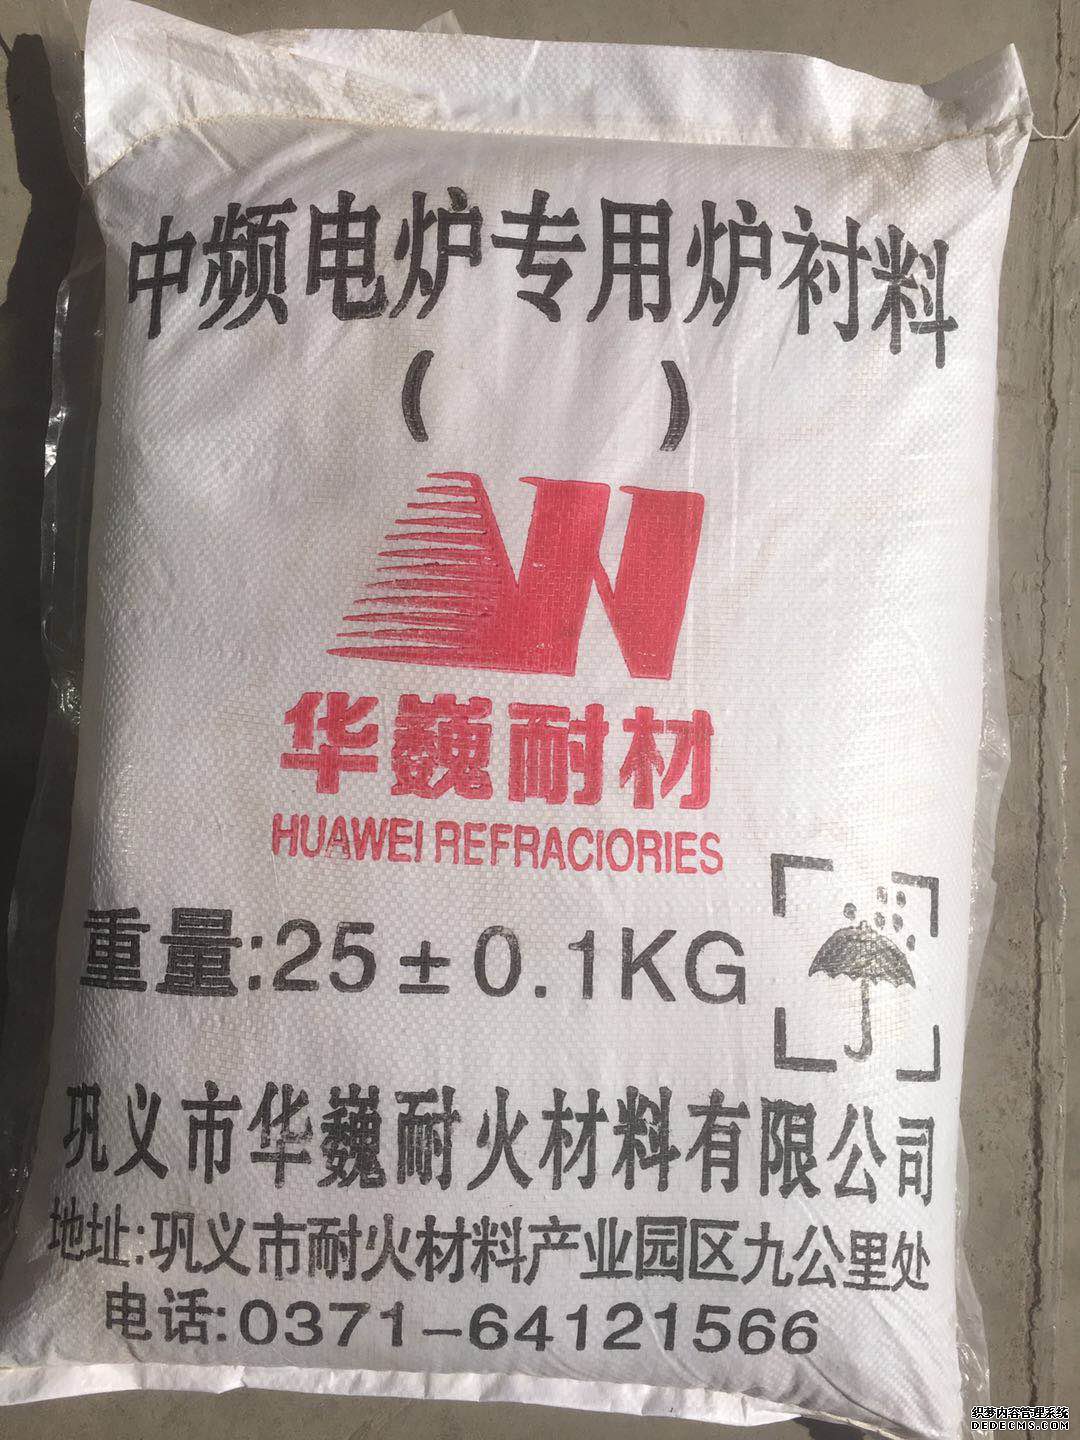 中频电炉专用炉衬料
( )
华巍耐材
HUAWEI REFRACIORIES
重量:25±0.1KG
巩义市华巍耐火材料有限公司
地址:巩义市耐火材料产业园区九公里处
电话:0371-64121566
织梦内容管理系统
DEDECMS.COM